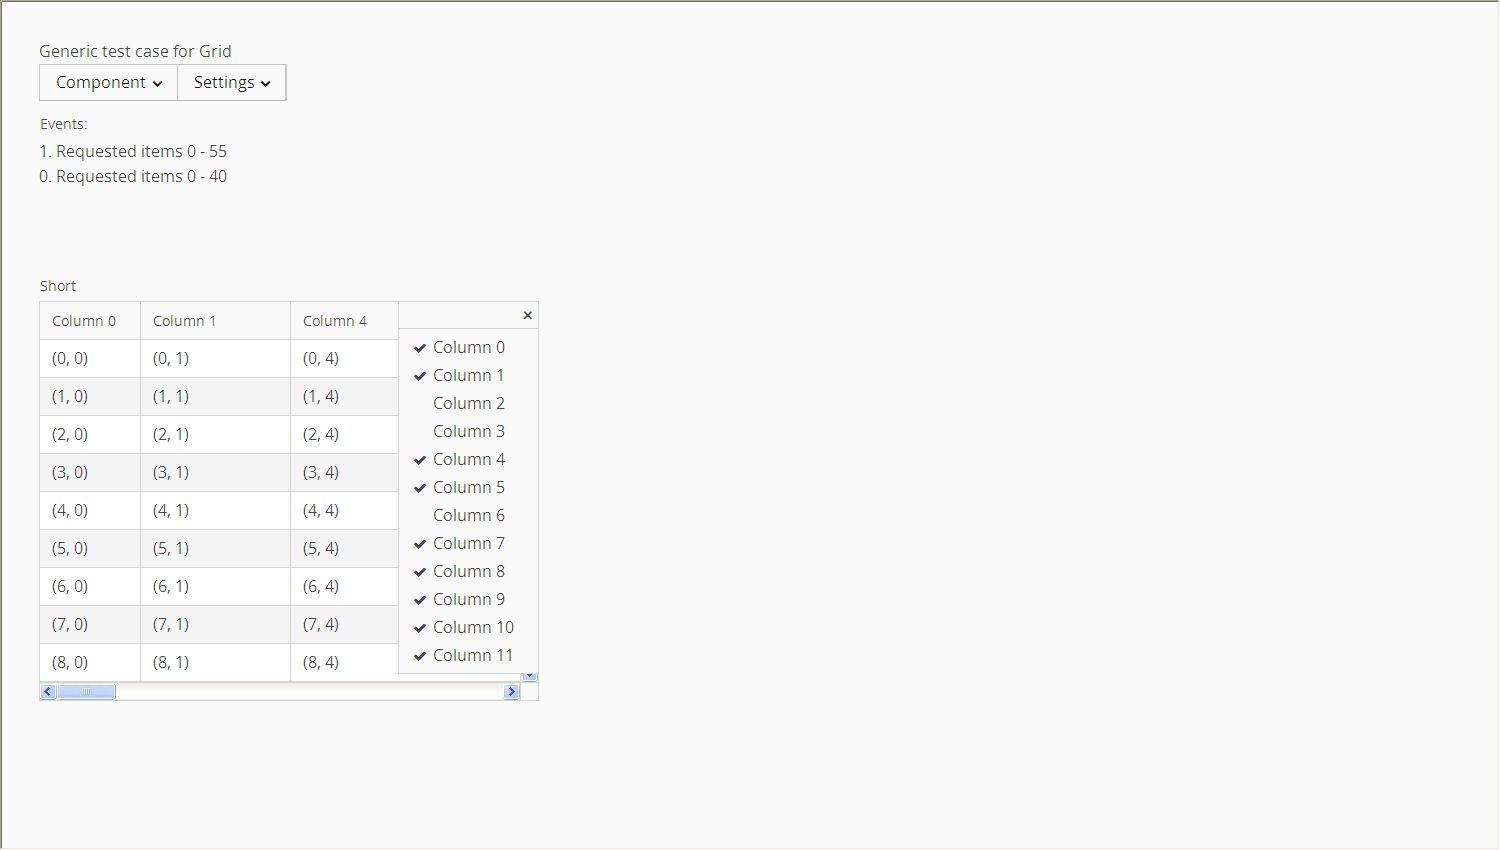 Generic test case for Grid
Component Settings
Events:
1. Requested items 0 - 55
0. Requested items 0 - 40
Short
Column 0 Column 1 Column 4
(0, 0) (0, 1) (0, 4)
(1, 0) (1, 1) (1, 4)
(2, 0) (2, 1) (2, 4)
(3, 0) (3, 1) (3, 4)
(4, 0) (4, 1) (4, 4)
(5, 0) (5, 1) (5, 4)
(6, 0) (6, 1) (6, 4)
(7, 0) (7, 1) (7, 4)
(8, 0) (8, 1) (8, 4)
Column 0
Column 1
Column 2
Column 3
Column 4
Column 5
Column 6
Column 7
Column 8
Column 9
Column 10
Column 11